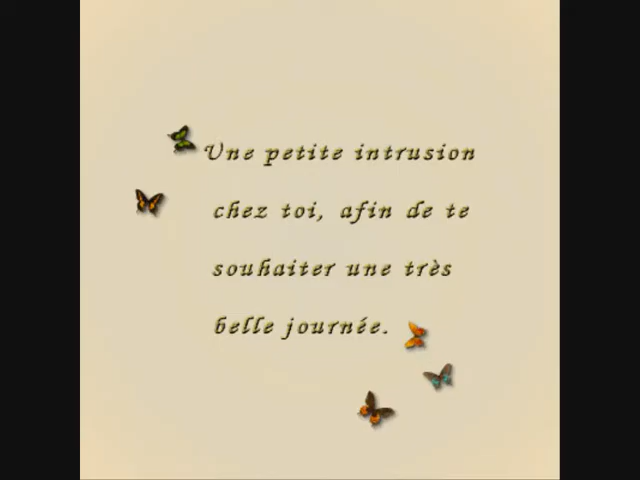 Une petite intrusion
chez toi, afin de te
souhaiter une très
belle journée.